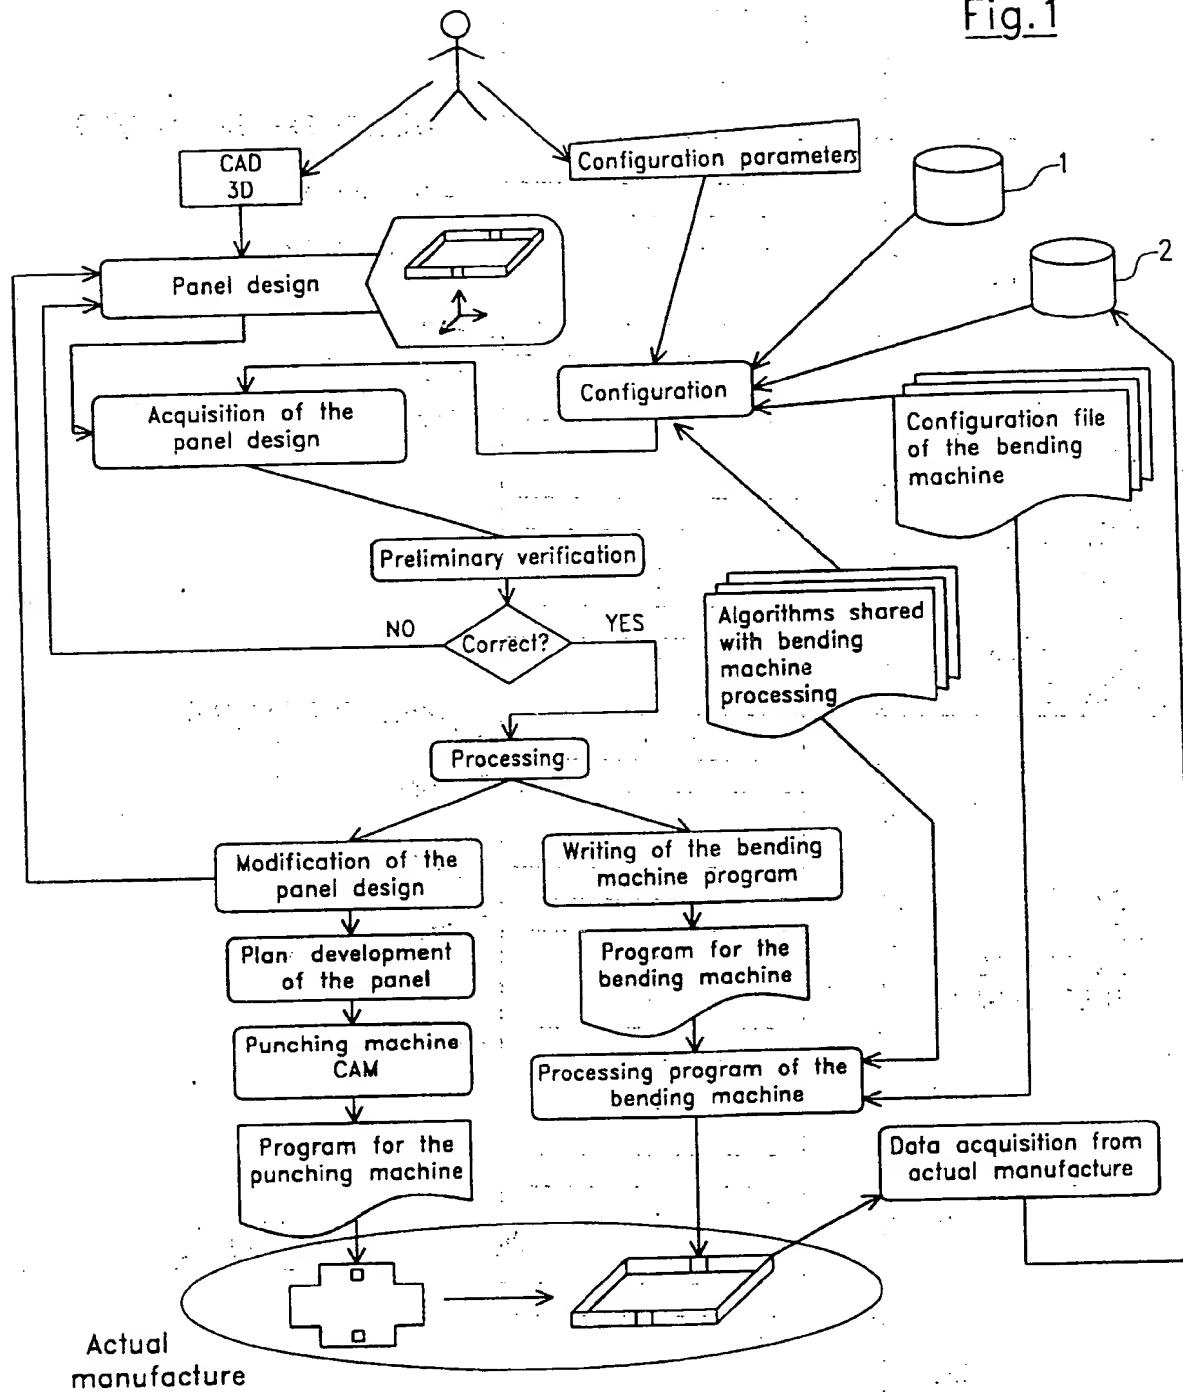 Fig.1
CAD
3D
Configuration parameters
1
2
Panel design
Configuration
Acquisition of the
panel design
Configuration file
of the bending
machine
Preliminary verification
NO
Correct?
YES
Algorithms shared
with bending
machine
processing
Processing
Modification of the
panel design
Writing of the bending
machine program
Plan development
of the panel
Program for the
bending machine
Punching machine
CAM
Processing program of the
bending machine
Program for the
punching machine
Data acquisition from
actual manufacture
Actual
manufacture